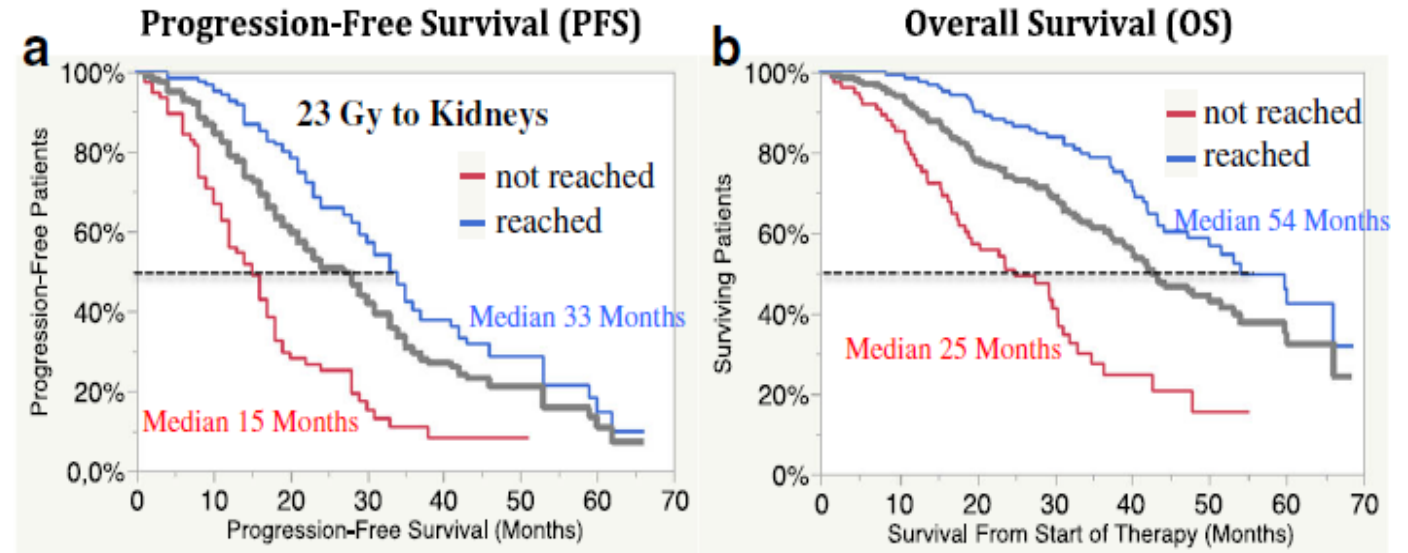 Progression-Free Survival (PFS)
a
Progression-Free Patients
100%
80%
60%
40%
20%
0,0%
23 Gy to Kidneys
not reached
reached
Median 33 Months
Median 15 Months
0 10 20 30 40 50 60 70
Progression-Free Survival (Months)
Overall Survival (OS)
b
Surviving Patients
100%
80%
60%
40%
20%
0%
not reached
reached
Median 54 Months
Median 25 Months
0 10 20 30 40 50 60 70
Survival From Start of Therapy (Months)